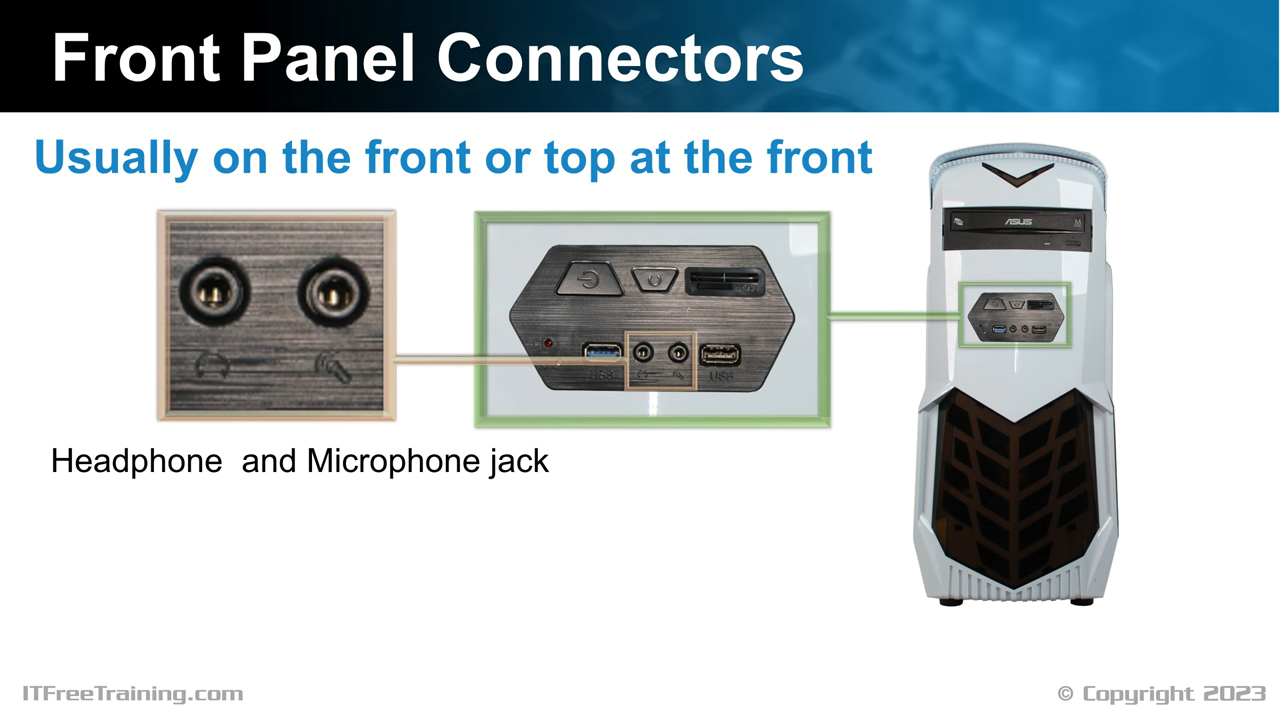 Front Panel Connectors
Usually on the front or top at the front
ASUS
USB
Headphone and Microphone jack
ITFreeTraining.com
© Copyright 2023